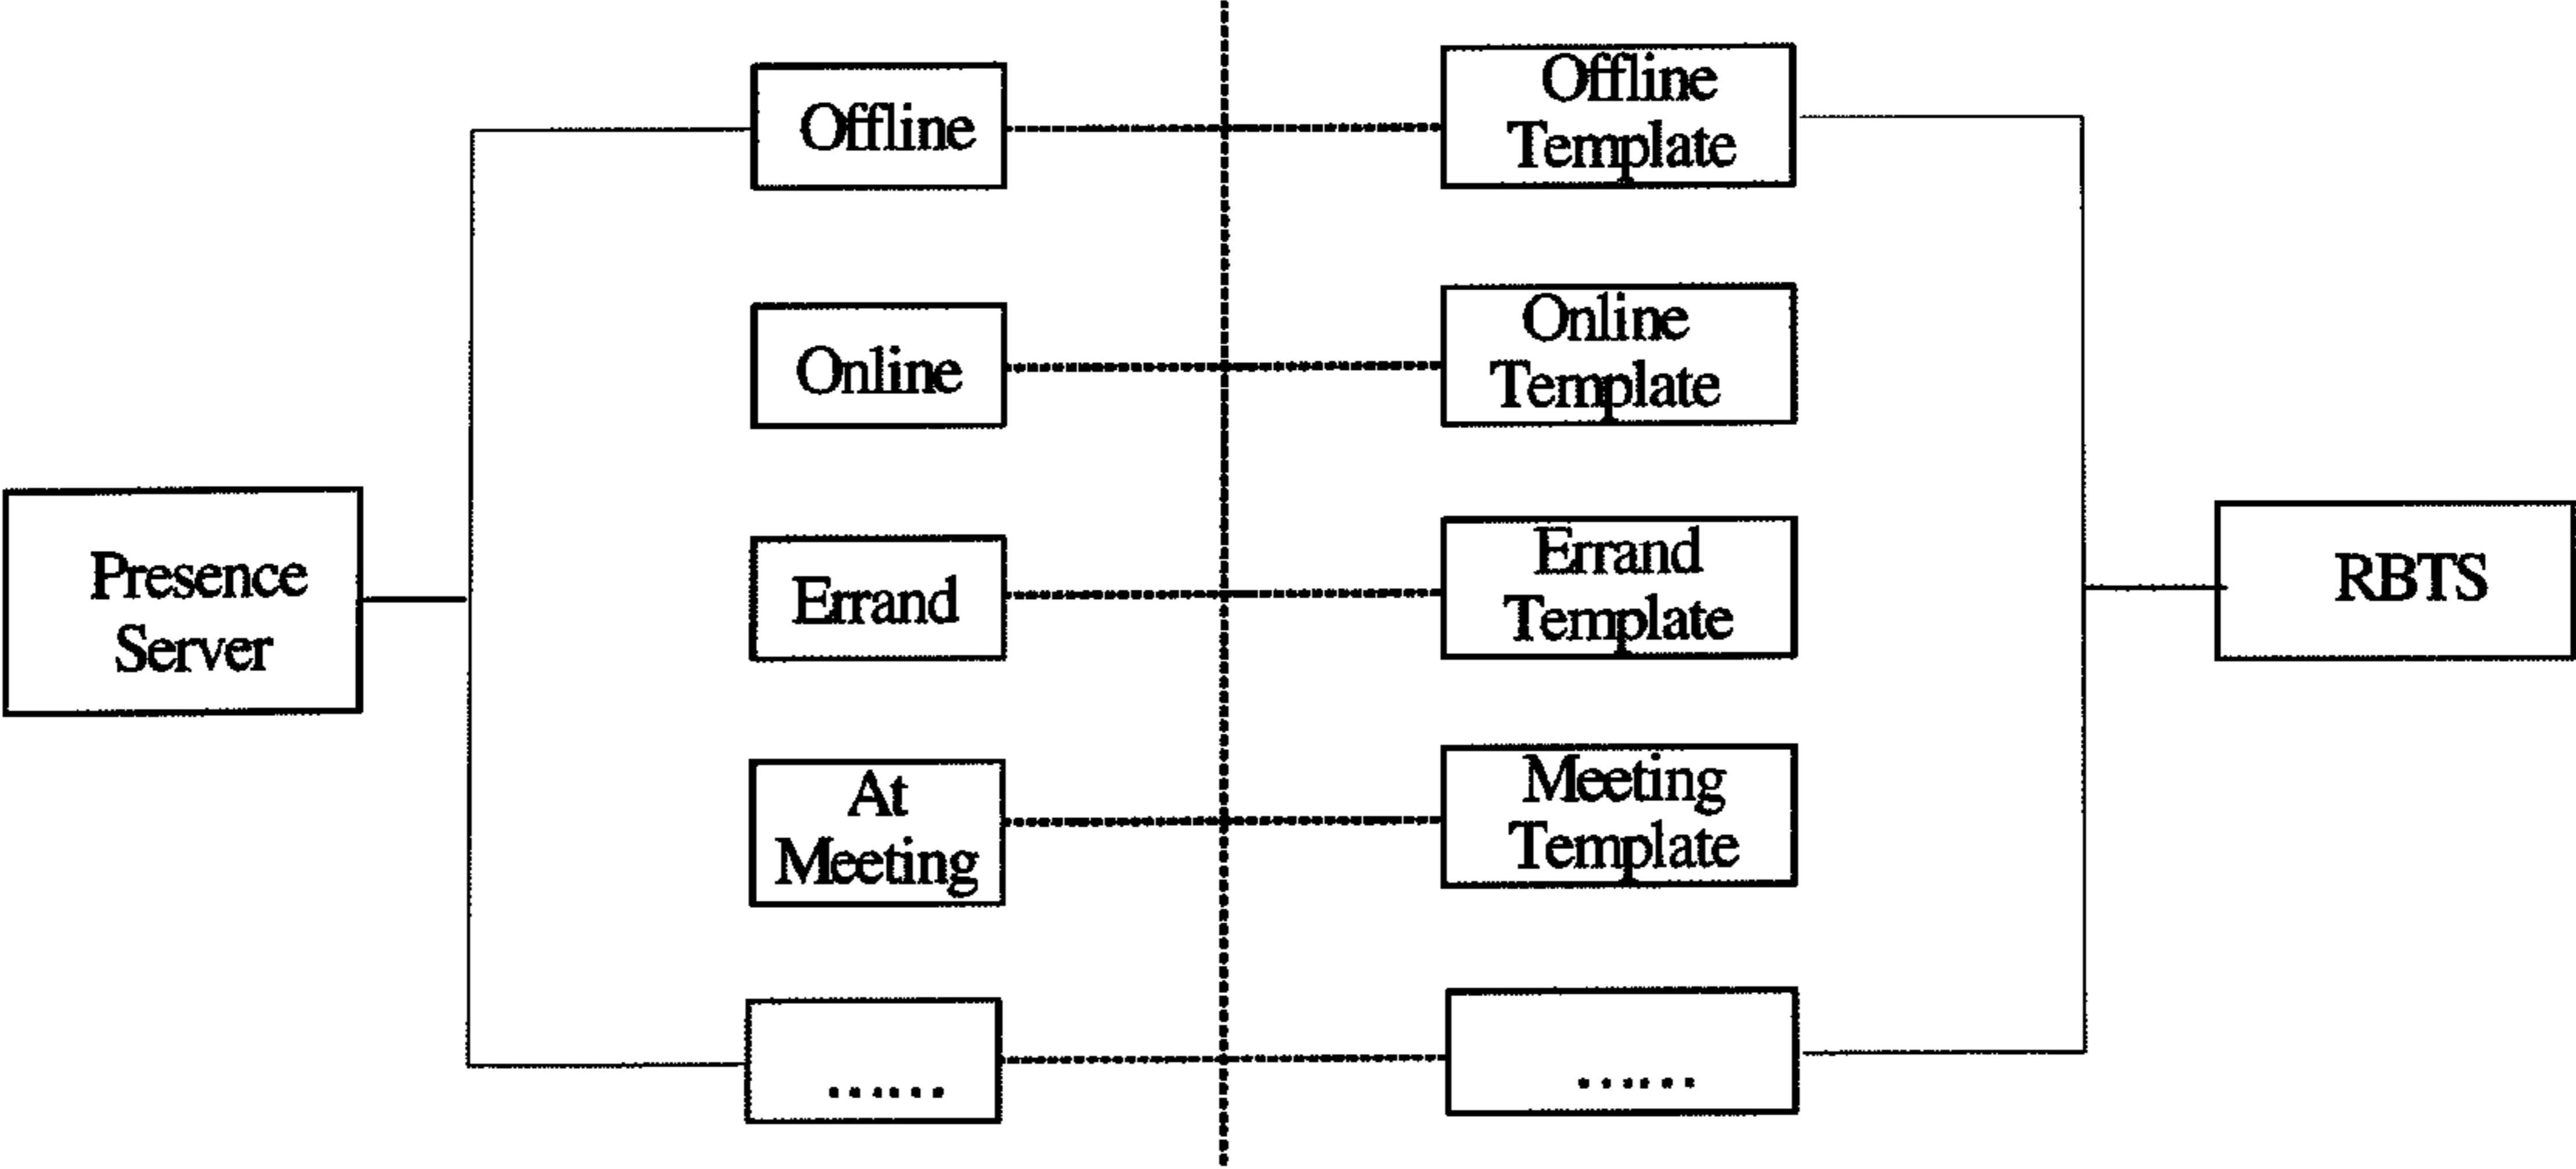 Presence
Server
Offline
Online
Errand
At
Meeting
......
Offline
Template
Online
Template
Errand
Template
Meeting
Template
......
RBTS